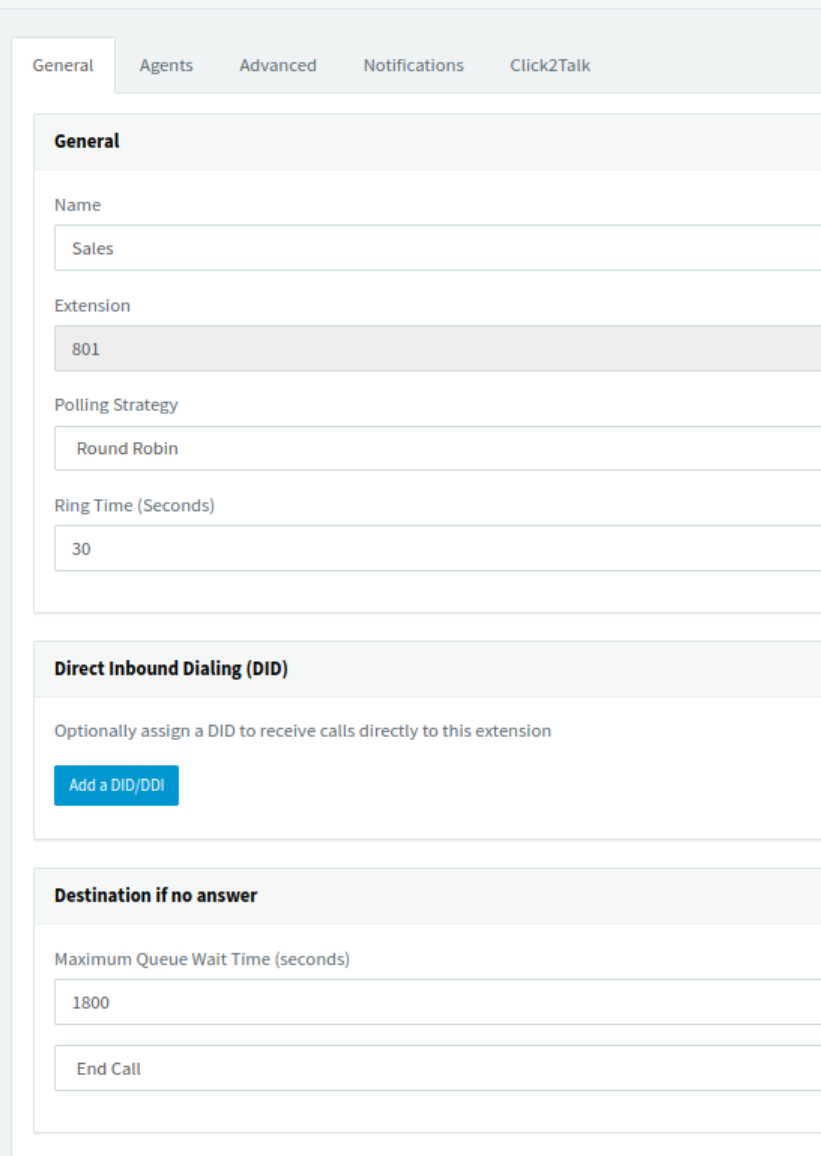 General Agents Advanced Notifications Click2Talk
General
Name
Sales
Extension
801
Polling Strategy
Round Robin
Ring Time (Seconds)
30
Direct Inbound Dialing (DID)
Optionally assign a DID to receive calls directly to this extension
Add a DID/DDI
Destination if no answer
Maximum Queue Wait Time (seconds)
1800
End Call